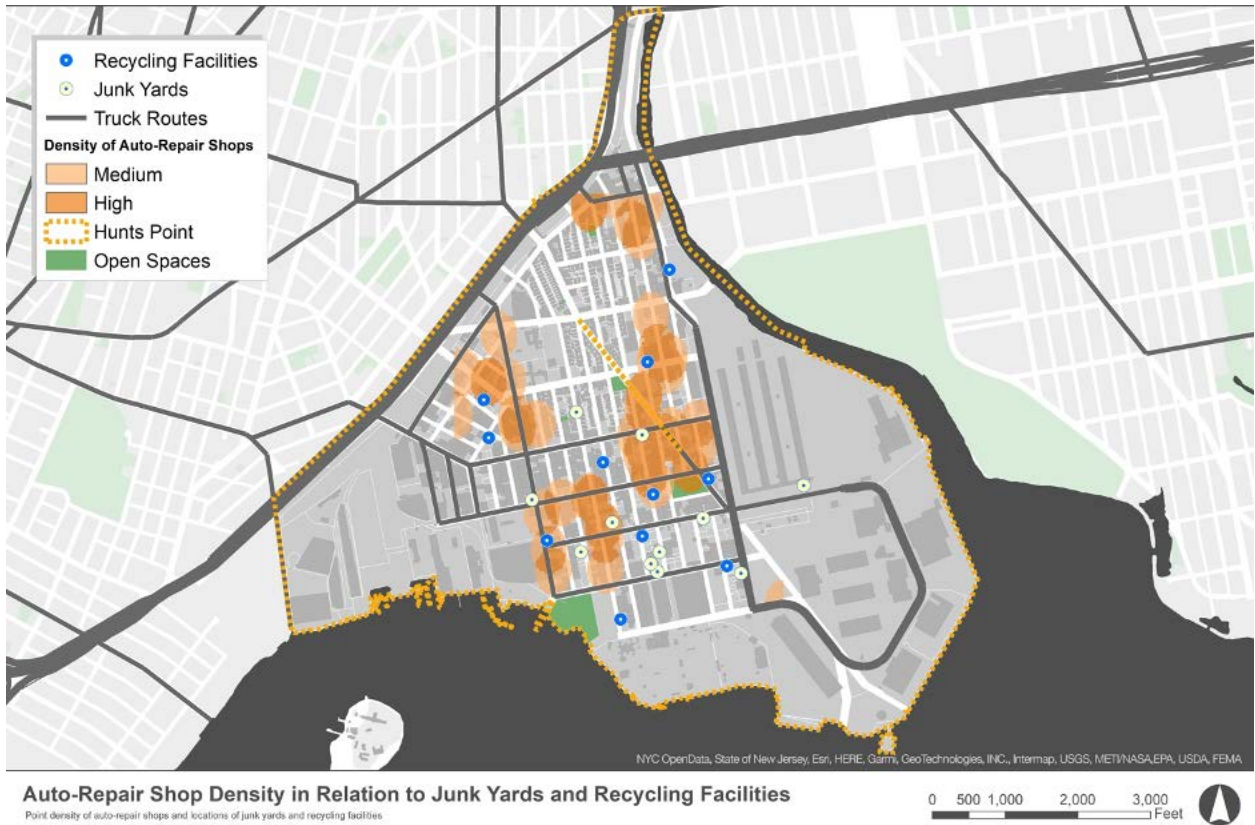 Recycling Facilities
Junk Yards
Truck Routes
Density of Auto-Repair Shops
Medium
High
Hunts Point
Open Spaces
NYC OpenData, State of New Jersey, Esri, HERE, Garmi, GeoTechnologies, INC., Intermap, USGS, METI/NASA,EPA, USDA, FEMA
Auto-Repair Shop Density in Relation to Junk Yards and Recycling Facilities
Point density of auto-repair shops and locations of junk yards and recycling facilities
0 500 1,000 2,000 3,000
Feet